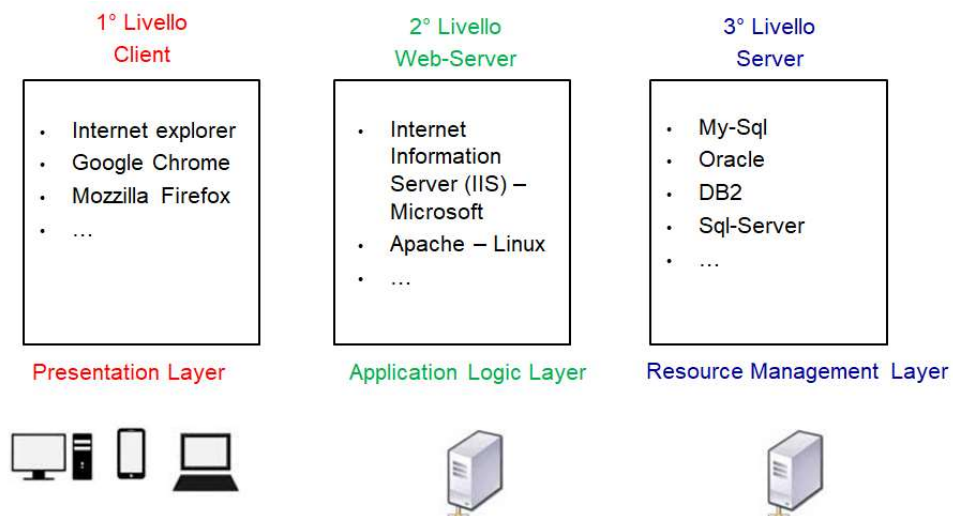 1° Livello
Client
• Internet explorer
• Google Chrome
• Mozzilla Firefox
• …
Presentation Layer
2° Livello
Web-Server
• Internet
Information
Server (IIS) –
Microsoft
• Apache – Linux
• …
Application Logic Layer
3° Livello
Server
• My-Sql
• Oracle
• DB2
• Sql-Server
• …
Resource Management Layer